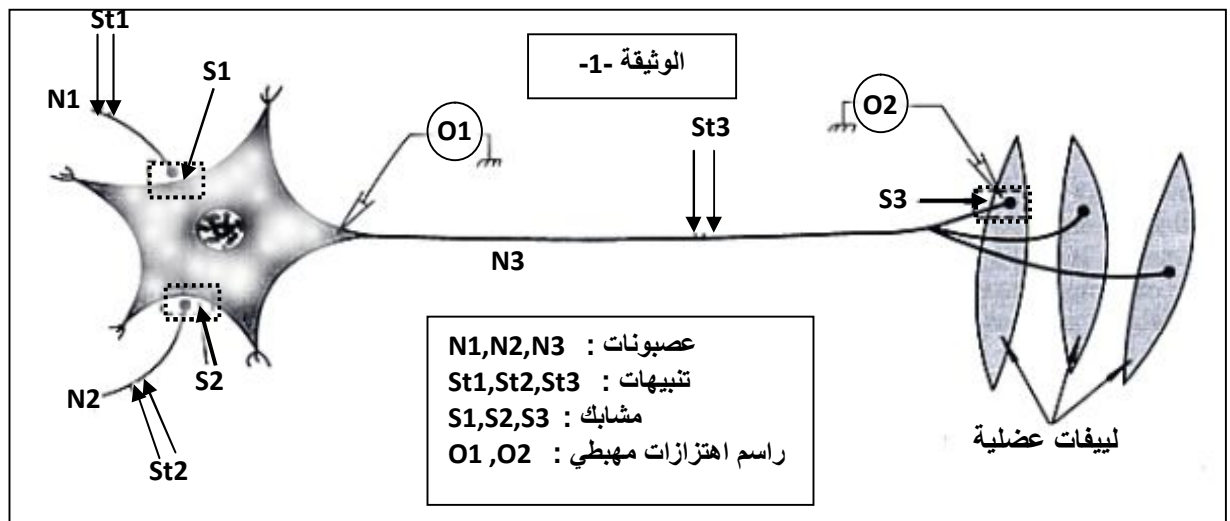 St1
الوثيقة -1-
S1
N1
O1
O2
St3
S3
N3
S2
N2
St2
عصبونات : N1,N2,N3
تنبيهات : St1,St2,St3
مشابك : S1,S2,S3
راسم اهتزازات مهبطي : O1 ,O2
لييفات عضلية